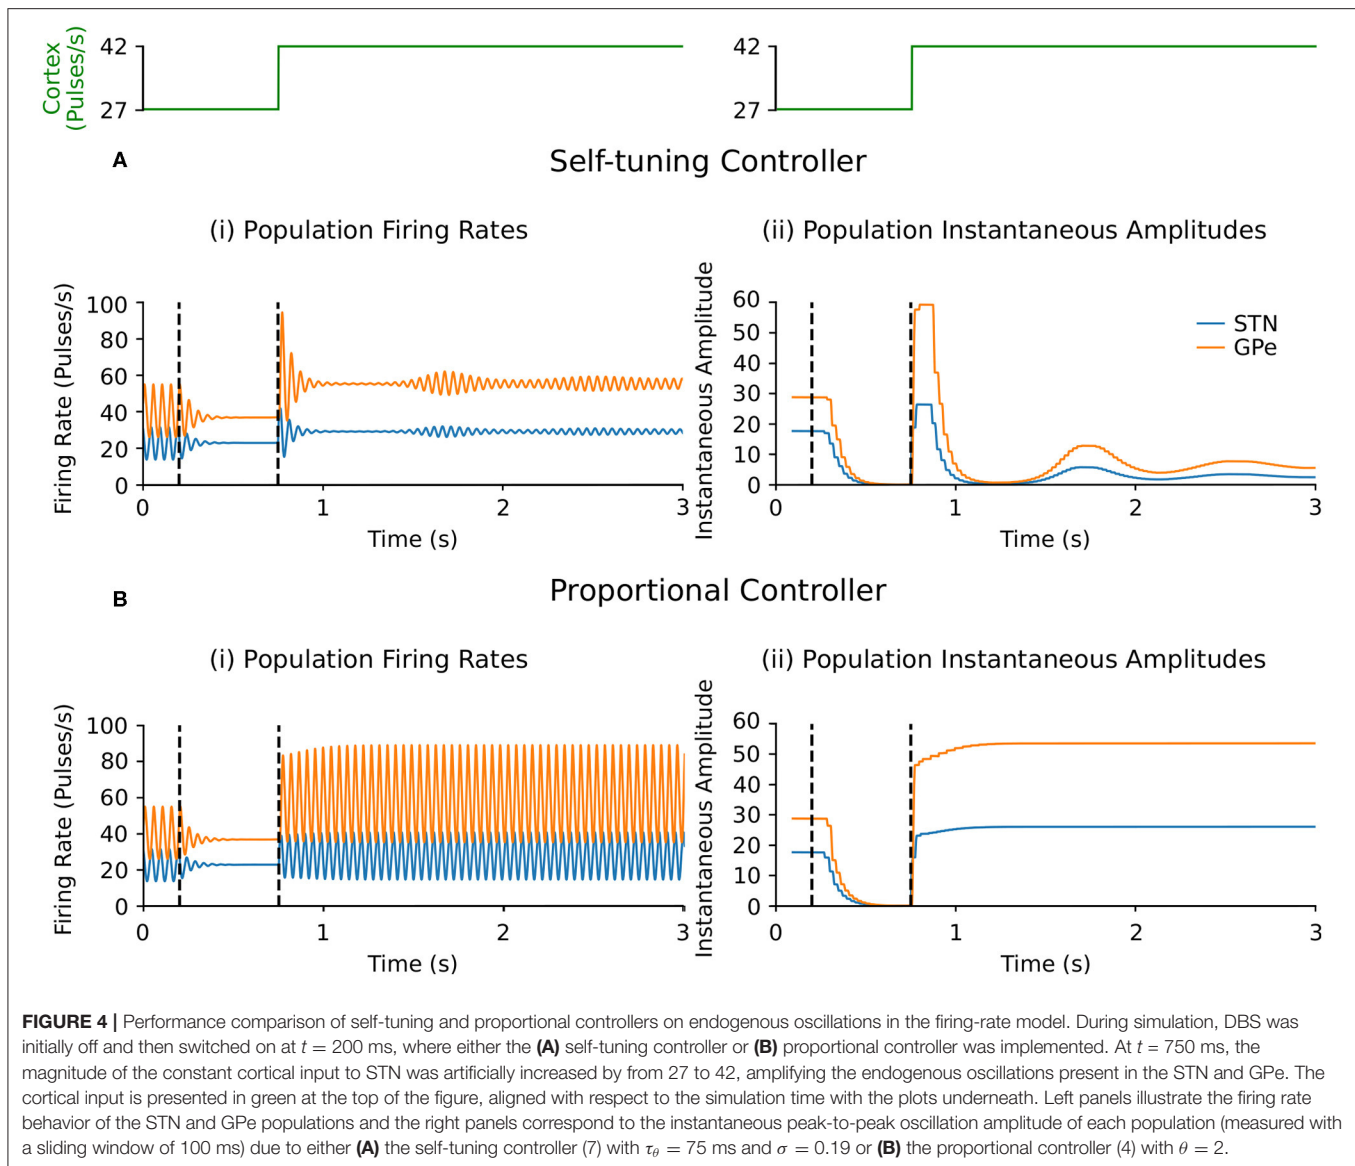 Cortex
(Pulses/s)
42
27
42
27
A
Self-tuning Controller
(i) Population Firing Rates
(ii) Population Instantaneous Amplitudes
Firing Rate (Pulses/s)
100
80
60
40
20
0
0
1
2
3
Time (s)
Instantaneous Amplitude
60
50
40
30
20
10
0
0
1
2
3
Time (s)
STN
GPe
B
Proportional Controller
(i) Population Firing Rates
(ii) Population Instantaneous Amplitudes
Firing Rate (Pulses/s)
100
80
60
40
20
0
0
1
2
3
Time (s)
Instantaneous Amplitude
60
50
40
30
20
10
0
0
1
2
3
Time (s)
FIGURE 4 | Performance comparison of self-tuning and proportional controllers on endogenous oscillations in the firing-rate model. During simulation, DBS was
initially off and then switched on at t = 200 ms, where either the (A) self-tuning controller or (B) proportional controller was implemented. At t = 750 ms, the
magnitude of the constant cortical input to STN was artificially increased by from 27 to 42, amplifying the endogenous oscillations present in the STN and GPe. The
cortical input is presented in green at the top of the figure, aligned with respect to the simulation time with the plots underneath. Left panels illustrate the firing rate
behavior of the STN and GPe populations and the right panels correspond to the instantaneous peak-to-peak oscillation amplitude of each population (measured with
a sliding window of 100 ms) due to either (A) the self-tuning controller (7) with τθ = 75 ms and σ = 0.19 or (B) the proportional controller (4) with θ = 2.